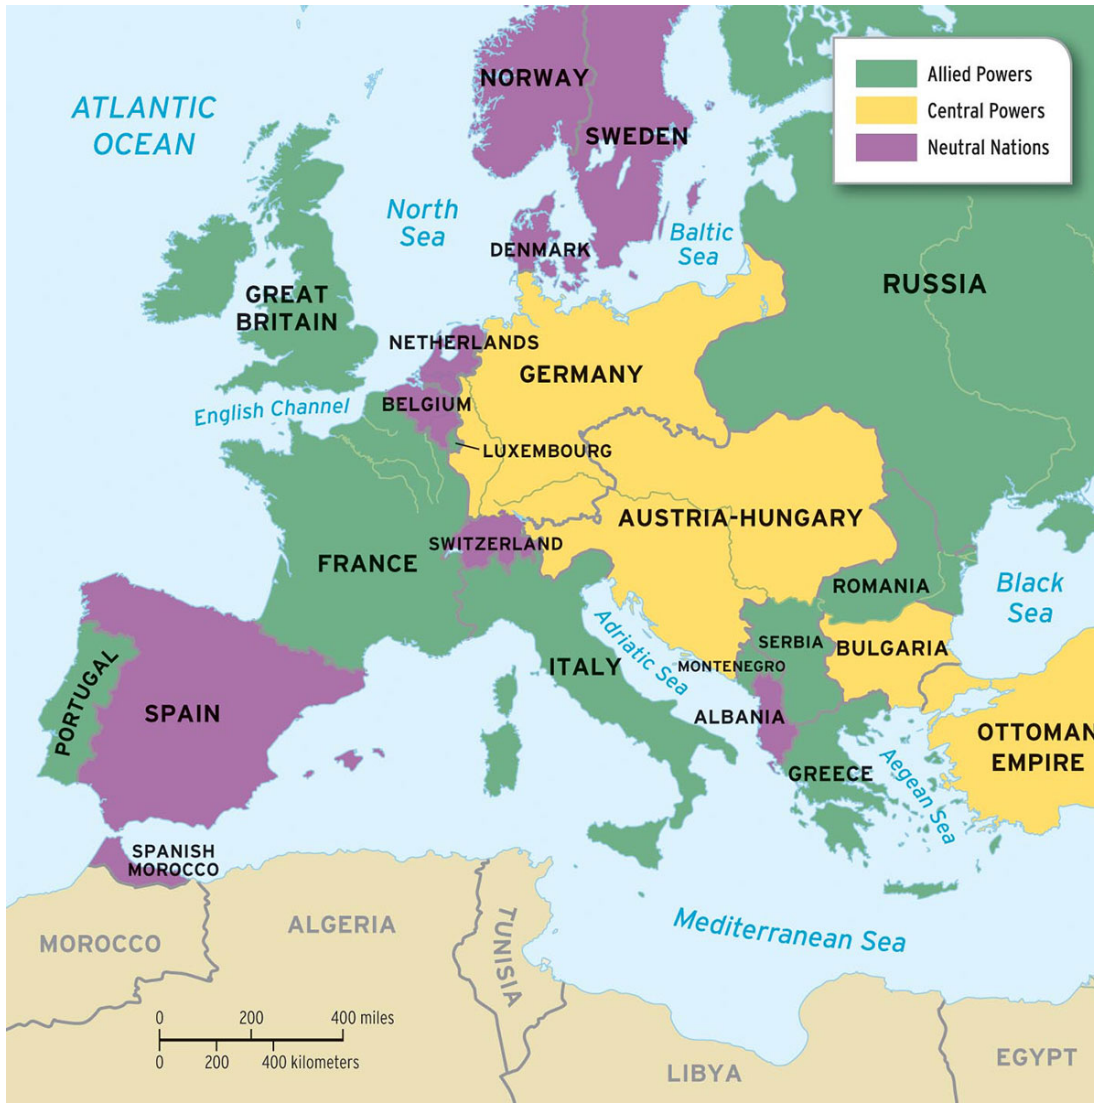 Allied Powers
Central Powers
Neutral Nations
ATLANTIC
OCEAN
NORWAY
SWEDEN
North
Sea
DENMARK
Baltic
Sea
RUSSIA
GREAT
BRITAIN
NETHERLANDS
GERMANY
BELGIUM
English Channel
LUXEMBOURG
AUSTRIA-HUNGARY
SWITZERLAND
FRANCE
ROMANIA
Black
Sea
SERBIA
BULGARIA
Adriatic Sea
MONTENEGRO
ITALY
PORTUGAL
SPAIN
ALBANIA
OTTOMAN
EMPIRE
GREECE
Aegean Sea
SPANISH
MOROCCO
MOROCCO
ALGERIA
TUNISIA
Mediterranean Sea
0 200 400 miles
0 200 400 kilometers
LIBYA
EGYPT